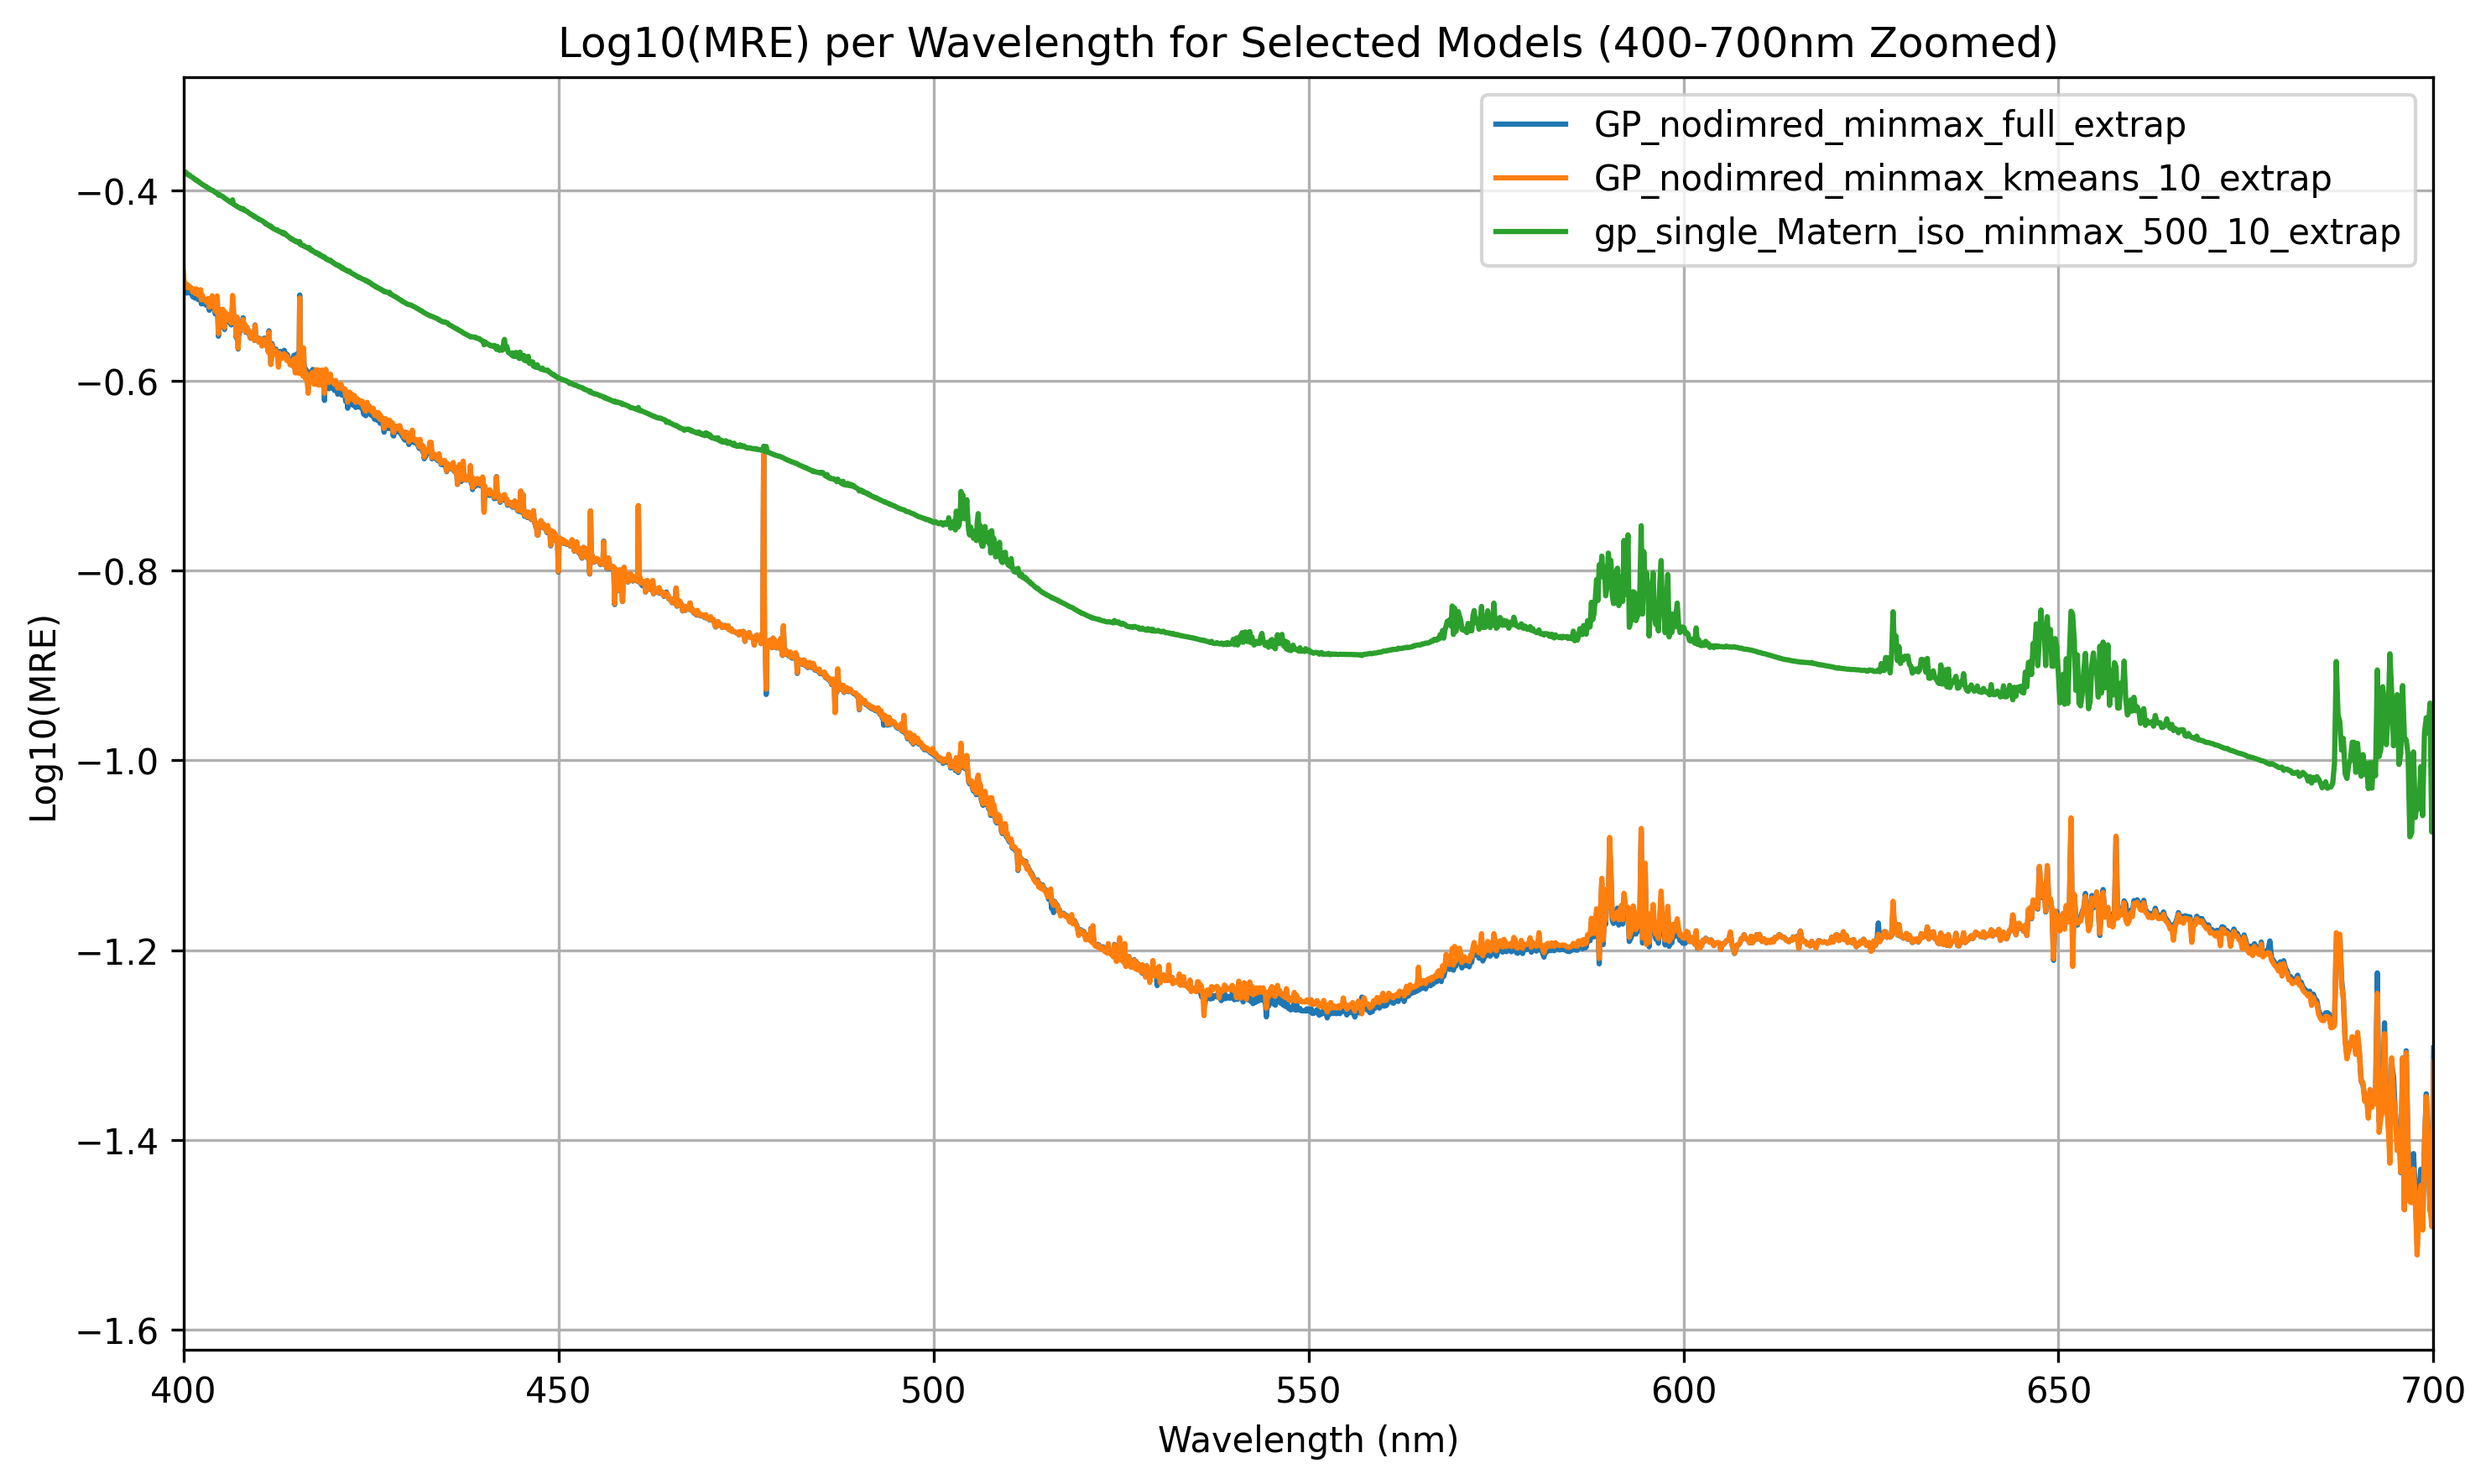 Log10(MRE) per Wavelength for Selected Models (400-700nm Zoomed)
GP_nodimred_minmax_full_extrap
GP_nodimred_minmax_kmeans_10_extrap
gp_single_Matern_iso_minmax_500_10_extrap
Log10(MRE)
−0.4
−0.6
−0.8
−1.0
−1.2
−1.4
−1.6
400 450 500 550 600 650 700
Wavelength (nm)